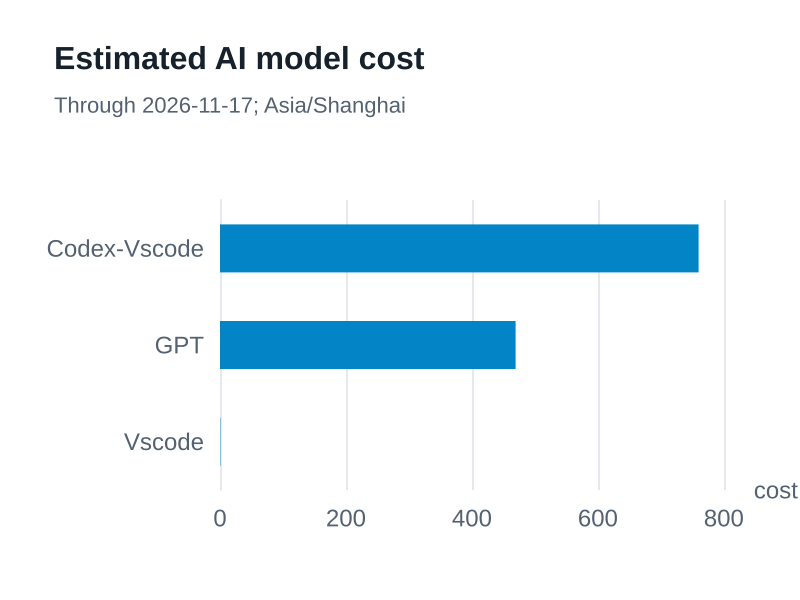 Estimated AI model cost
Through 2026-11-17; Asia/Shanghai
Codex-Vscode
GPT
Vscode
cost
0 200 400 600 800